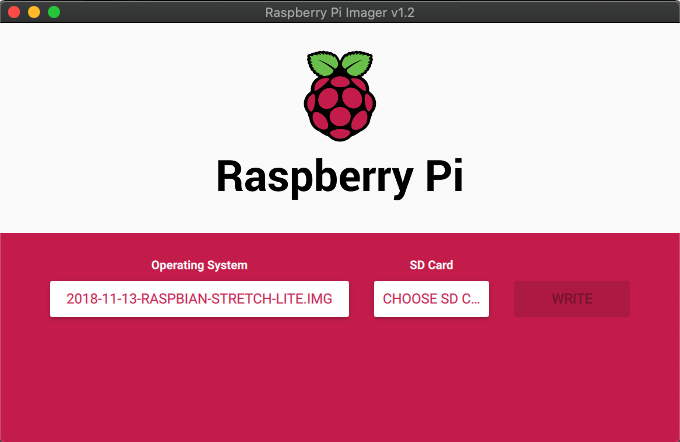 Raspberry Pi Imager v1.2
Raspberry Pi
Operating System
SD Card
2018-11-13-RASPBIAN-STRETCH-LITE.IMG
CHOOSE SD C...
WRITE